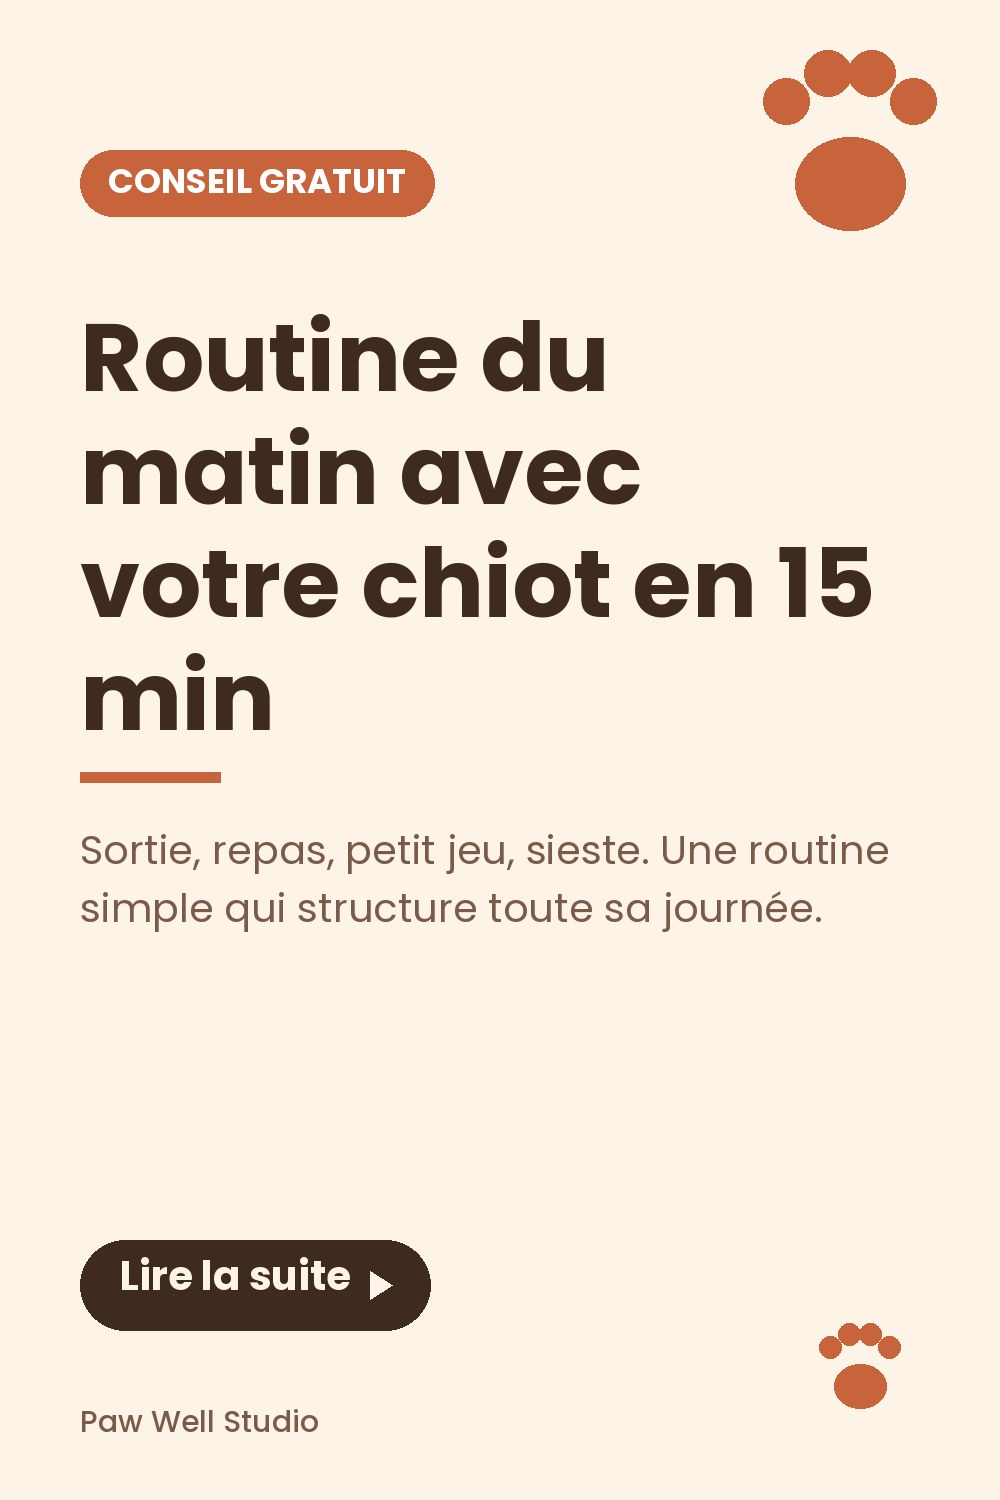 CONSEIL GRATUIT
Routine du
matin avec
votre chiot en 15
min
Sortie, repas, petit jeu, sieste. Une routine
simple qui structure toute sa journée.
Lire la suite
Paw Well Studio